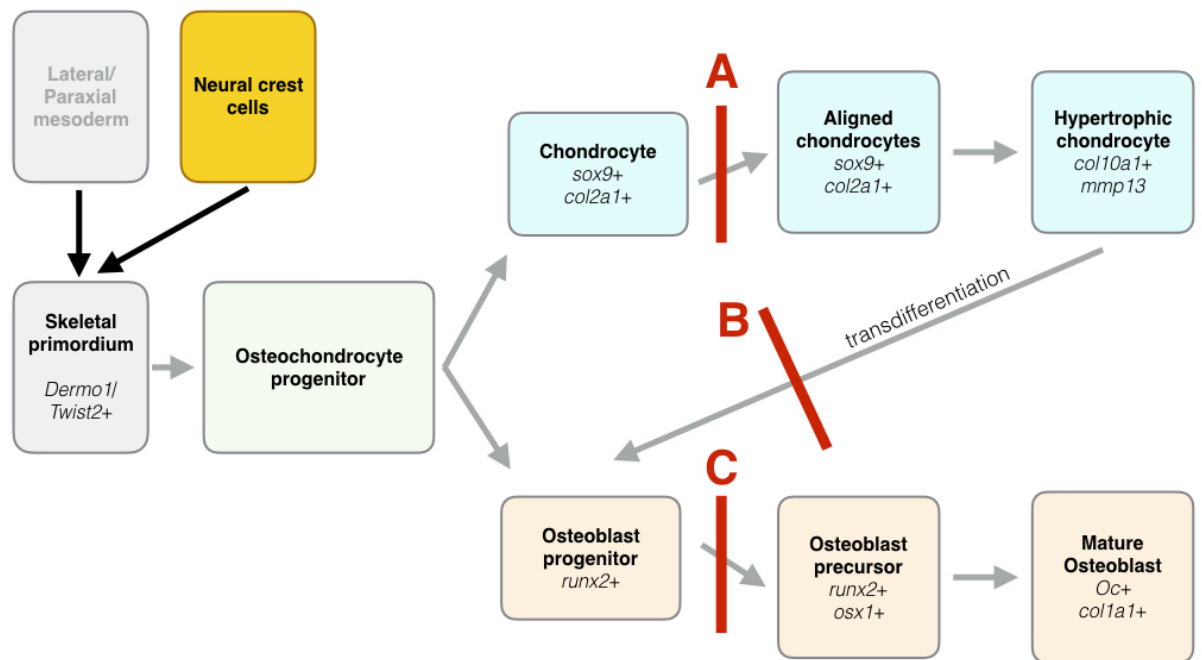 Lateral/
Paraxial
mesoderm
Neural crest
cells
Skeletal
primordium
Dermo1/
Twist2+
Osteochondrocyte
progenitor
Chondrocyte
sox9+
col2a1+
A
Aligned
chondrocytes
sox9+
col2a1+
Hypertrophic
chondrocyte
col10a1+
mmp13
B
transdifferentiation
C
Osteoblast
progenitor
runx2+
Osteoblast
precursor
runx2+
osx1+
Mature
Osteoblast
Oc+
col1a1+